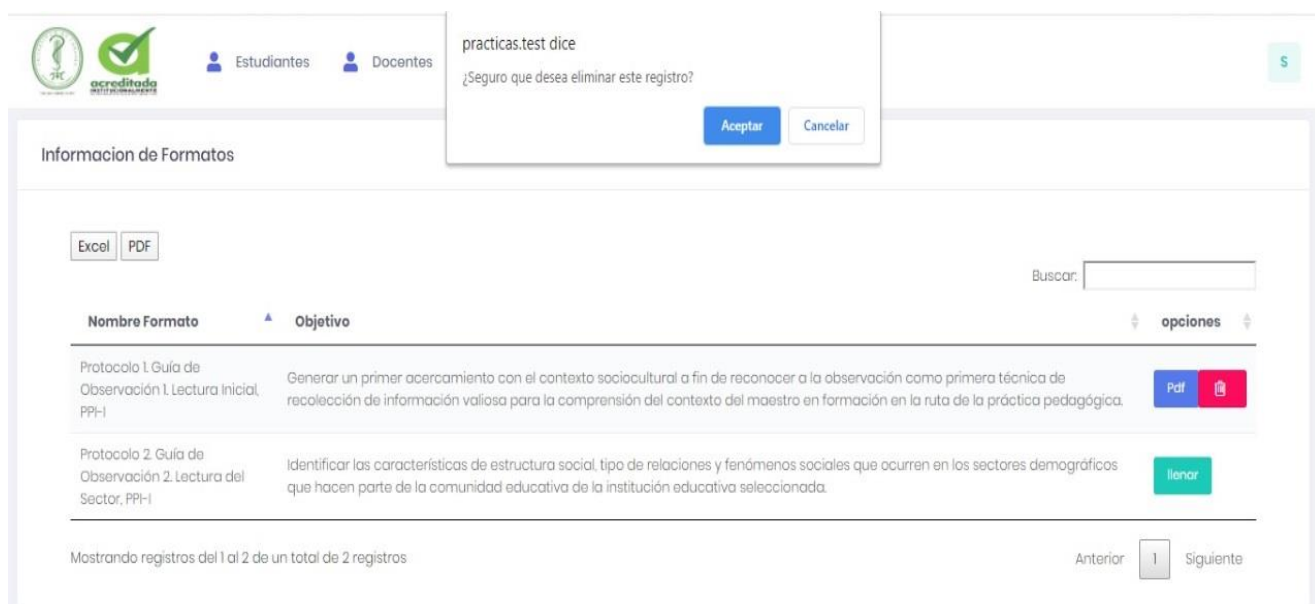 acreditada
INSTITUCIONALMENTE
Estudiantes
Docentes
practicas.test dice
¿Seguro que desea eliminar este registro?
Aceptar
Cancelar
S
Informacion de Formatos
Excel
PDF
Buscar:
Nombre Formato
Objetivo
opciones
Protocolo 1. Guía de
Observación 1. Lectura Inicial,
PPI-I
Generar un primer acercamiento con el contexto sociocultural a fin de reconocer a la observación como primera técnica de
recolección de información valiosa para la comprensión del contexto del maestro en formación en la ruta de la práctica pedagógica.
Pdf
Protocolo 2. Guía de
Observación 2. Lectura del
Sector, PPI-I
Identificar las características de estructura social, tipo de relaciones y fenómenos sociales que ocurren en los sectores demográficos
que hacen parte de la comunidad educativa de la institución educativa seleccionada.
llenar
Mostrando registros del 1 al 2 de un total de 2 registros
Anterior
1
Siguiente